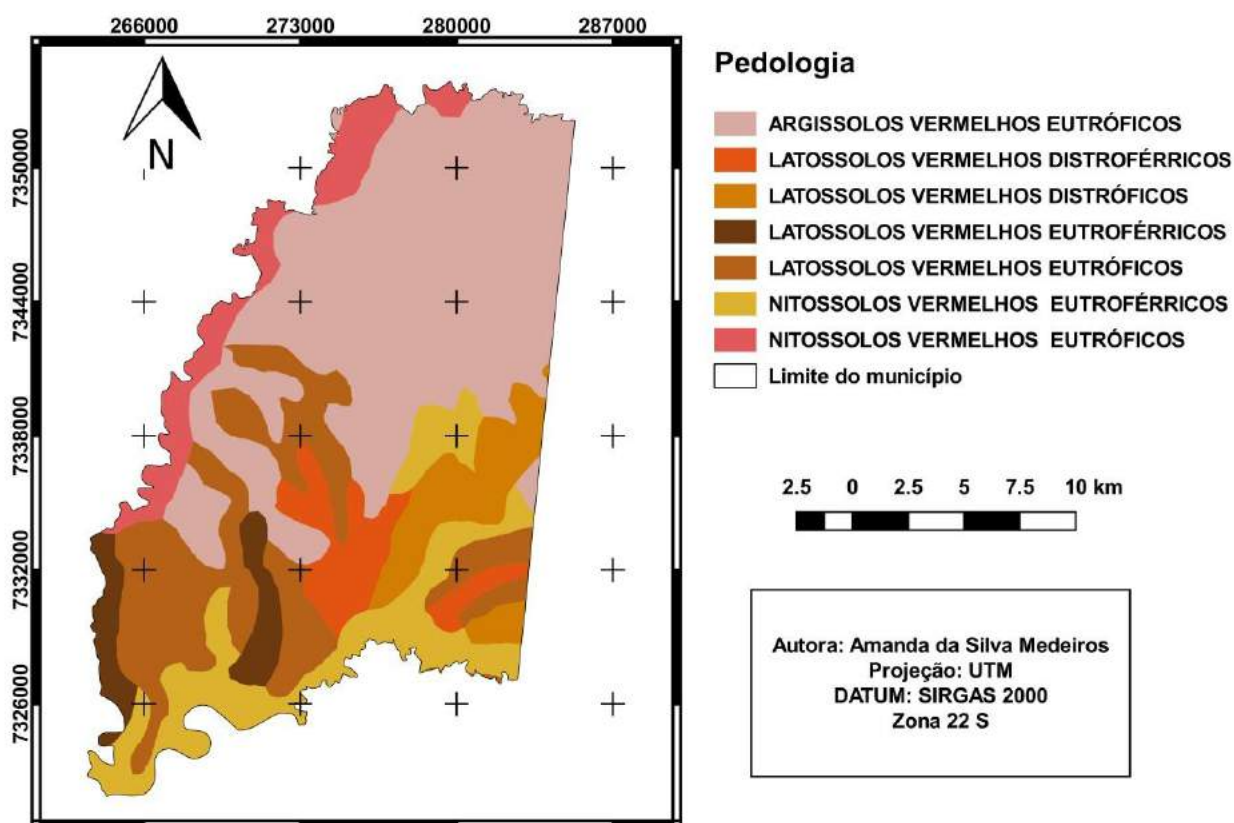 266000 273000 280000 287000
7350000
7344000
7338000
7332000
7326000
N
Pedologia
ARGISSOLOS VERMELHOS EUTRÓFICOS
LATOSSOLOS VERMELHOS DISTROFÉRRICOS
LATOSSOLOS VERMELHOS DISTRÓFICOS
LATOSSOLOS VERMELHOS EUTROFÉRRICOS
LATOSSOLOS VERMELHOS EUTRÓFICOS
NITOSSOLOS VERMELHOS EUTROFÉRRICOS
NITOSSOLOS VERMELHOS EUTRÓFICOS
Limite do município
2.5 0 2.5 5 7.5 10 km
Autora: Amanda da Silva Medeiros
Projeção: UTM
DATUM: SIRGAS 2000
Zona 22 S